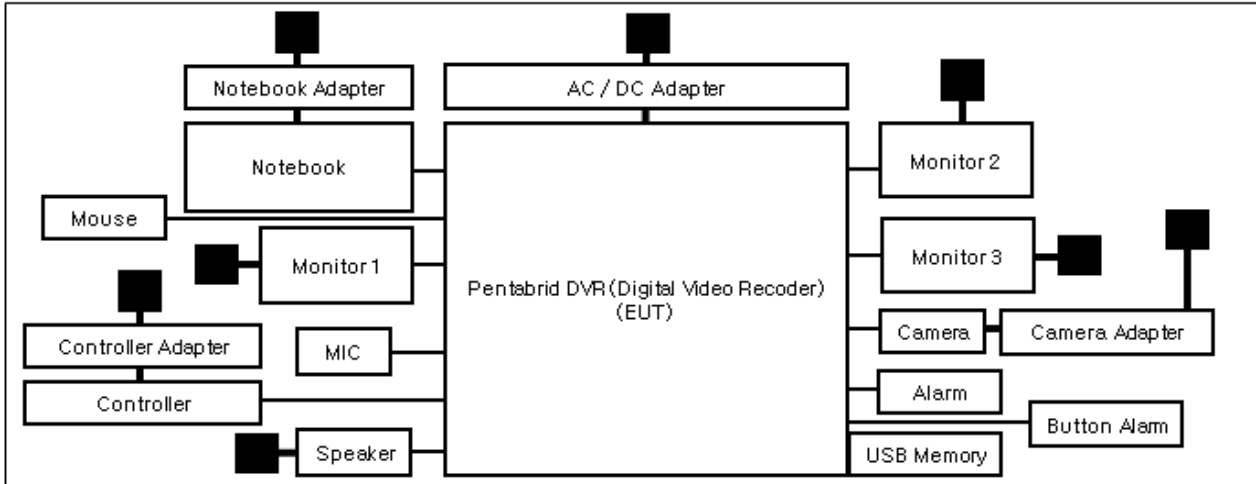 Notebook Adapter
AC / DC Adapter
Notebook
Monitor 2
Mouse
Monitor 1
Monitor 3
Pentabrid DVR(Digital Video Recoder)
(EUT)
Controller Adapter
MIC
Camera
Camera Adapter
Controller
Alarm
Button Alarm
Speaker
USB Memory